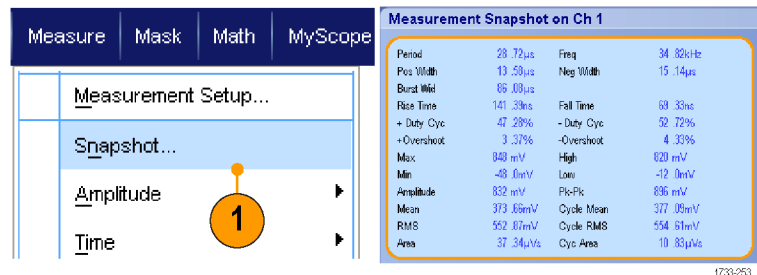 Measure Mask Math MyScope
Measurement Setup...
Snapshot...
Amplitude
Time
1
Measurement Snapshot on Ch 1
Period 28 .72µs Freq 34 .82kHz
Pos Width 13 .58µs Neg Width 15 .14µs
Burst Wid 86 .08µs
Rise Time 141 .39ns Fall Time 69 .33ns
+ Duty Cyc 47 .28% - Duty Cyc 52 .72%
+Overshoot 3 .37% -Overshoot 4 .33%
Max 848 mV High 820 mV
Min -48 .0mV Low -12 .0mV
Amplitude 832 mV Pk-Pk 896 mV
Mean 373 .66mV Cycle Mean 377 .09mV
RMS 552 .87mV Cycle RMS 554 .61mV
Area 37 .34µVs Cyc Area 10 .83µVs
1733-253